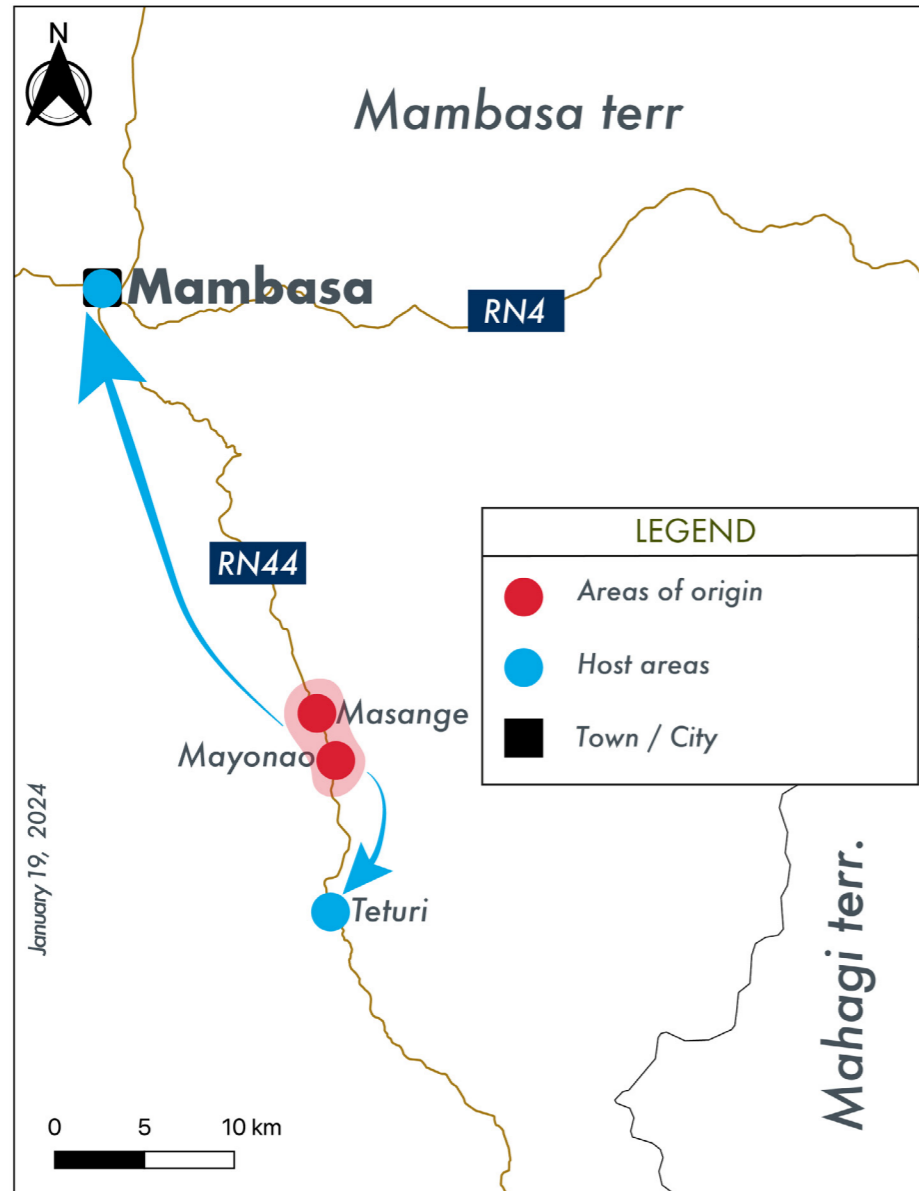 N
Mambasa terr
Mambasa
RN4
RN44
LEGEND
Areas of origin
Host areas
Town / City
Masange
Mayonao
Teturi
January 19, 2024
Mahagi terr.
0 5 10 km